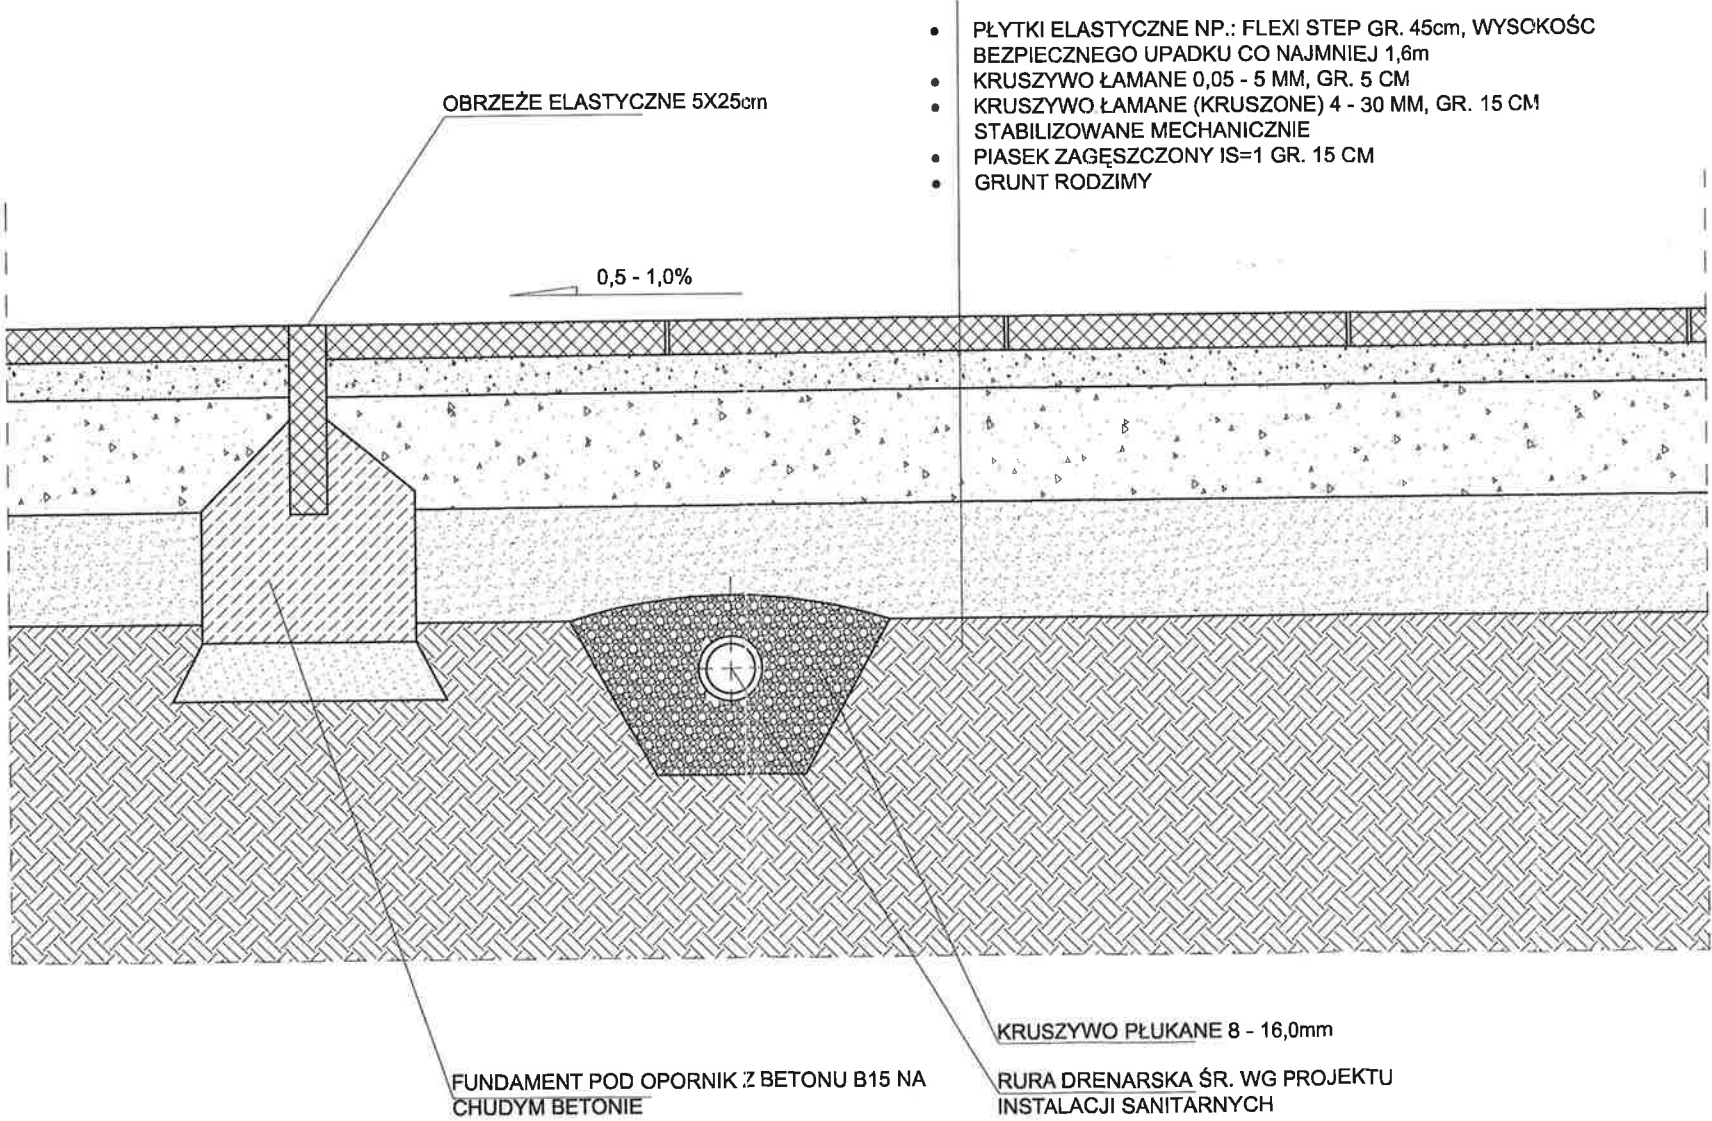 • PŁYTKI ELASTYCZNE NP.: FLEXI STEP GR. 45cm, WYSOKOŚC
BEZPIECZNEGO UPADKU CO NAJMNIEJ 1,6m
• KRUSZYWO ŁAMANE 0,05 - 5 MM, GR. 5 CM
• KRUSZYWO ŁAMANE (KRUSZONE) 4 - 30 MM, GR. 15 CM
STABILIZOWANE MECHANICZNIE
• PIASEK ZAGĘSZCZONY IS=1 GR. 15 CM
• GRUNT RODZIMY
OBRZEŻE ELASTYCZNE 5X25cm
0,5 - 1,0%
KRUSZYWO PŁUKANE 8 - 16,0mm
RURA DRENARSKA ŚR. WG PROJEKTU
INSTALACJI SANITARNYCH
FUNDAMENT POD OPORNIK Z BETONU B15 NA
CHUDYM BETONIE